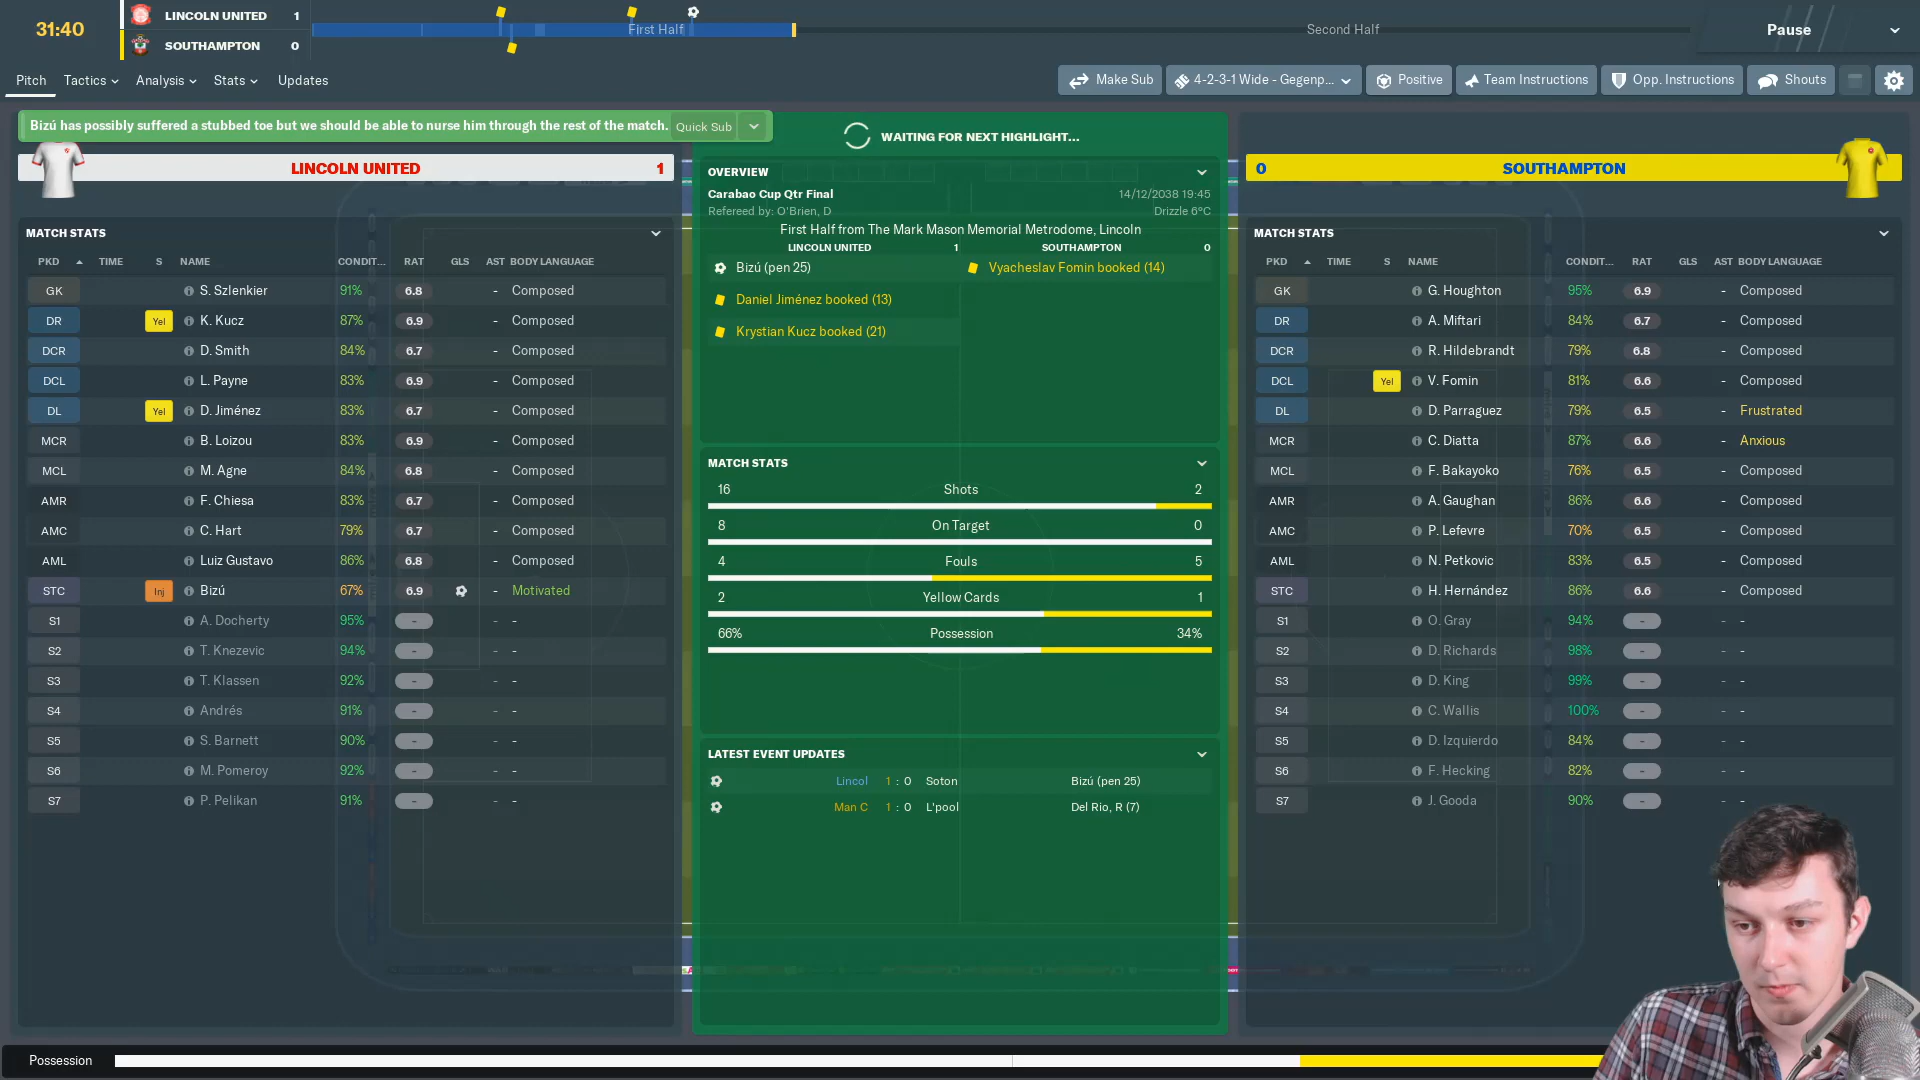 31:40
LINCOLN UNITED 1
SOUTHAMPTON 0
First Half
Second Half
Pause
Pitch Tactics Analysis Stats Updates
Make Sub 4-2-3-1 Wide - Gegenp... Positive Team Instructions Opp. Instructions Shouts
Bizú has possibly suffered a stubbed toe but we should be able to nurse him through the rest of the match. Quick Sub
WAITING FOR NEXT HIGHLIGHT...
LINCOLN UNITED 1
MATCH STATS
PKD TIME S NAME CONDIT... RAT GLS AST BODY LANGUAGE
GK S. Szlenkier 91% 6.8 - Composed
DR Yel K. Kucz 87% 6.9 - Composed
DCR D. Smith 84% 6.7 - Composed
DCL L. Payne 83% 6.9 - Composed
DL Yel D. Jiménez 83% 6.7 - Composed
MCR B. Loizou 83% 6.9 - Composed
MCL M. Agne 84% 6.8 - Composed
AMR F. Chiesa 83% 6.7 - Composed
AMC C. Hart 79% 6.7 - Composed
AML Luiz Gustavo 86% 6.8 - Composed
STC Inj Bizú 67% 6.9 - Motivated
S1 A. Docherty 95% - - -
S2 T. Knezevic 94% - - -
S3 T. Klassen 92% - - -
S4 Andrés 91% - - -
S5 S. Barnett 90% - - -
S6 M. Pomeroy 92% - - -
S7 P. Pelikan 91% - - -
OVERVIEW
Carabao Cup Qtr Final 14/12/2038 19:45
Refereed by: O'Brien, D Drizzle 6°C
First Half from The Mark Mason Memorial Metrodome, Lincoln
LINCOLN UNITED 1 SOUTHAMPTON 0
Bizú (pen 25) Vyacheslav Fomin booked (14)
Daniel Jiménez booked (13)
Krystian Kucz booked (21)
MATCH STATS
16 Shots 2
8 On Target 0
4 Fouls 5
2 Yellow Cards 1
66% Possession 34%
LATEST EVENT UPDATES
Lincol 1 : 0 Soton Bizú (pen 25)
Man C 1 : 0 L'pool Del Rio, R (7)
0 SOUTHAMPTON
MATCH STATS
PKD TIME S NAME CONDIT... RAT GLS AST BODY LANGUAGE
GK G. Houghton 95% 6.9 - Composed
DR A. Miftari 84% 6.7 - Composed
DCR R. Hildebrandt 79% 6.8 - Composed
DCL Yel V. Fomin 81% 6.6 - Composed
DL D. Parraguez 79% 6.5 - Frustrated
MCR C. Diatta 87% 6.6 - Anxious
MCL F. Bakayoko 76% 6.5 - Composed
AMR A. Gaughan 86% 6.6 - Composed
AMC P. Lefevre 70% 6.5 - Composed
AML N. Petkovic 83% 6.5 - Composed
STC H. Hernández 86% 6.6 - Composed
S1 O. Gray 94% - - -
S2 D. Richards 98% - - -
S3 D. King 99% - - -
S4 C. Wallis 100% - - -
S5 D. Izquierdo 84% - - -
S6 F. Hecking 82% - - -
S7 J. Gooda 90% - - -
Possession